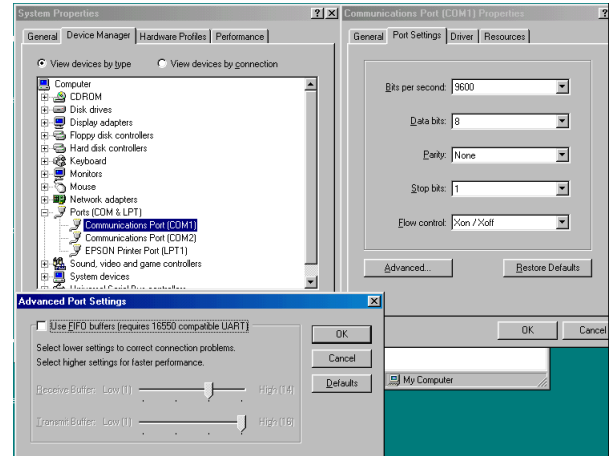 System Properties
General
Device Manager
Hardware Profiles
Performance
View devices by type
View devices by connection
Computer
CDROM
Disk drives
Display adapters
Floppy disk controllers
Hard disk controllers
Keyboard
Monitors
Mouse
Network adapters
Ports (COM & LPT)
Communications Port (COM1)
Communications Port (COM2)
EPSON Printer Port (LPT1)
Sound, video and game controllers
System devices
Universal Serial Bus controllers
Communications Port (COM1) Properties
General
Port Settings
Driver
Resources
Bits per second: 9600
Data bits: 8
Parity: None
Stop bits: 1
Flow control: Xon / Xoff
Advanced...
Restore Defaults
OK
Cancel
My Computer
Advanced Port Settings
Use FIFO buffers (requires 16550 compatible UART)
Select lower settings to correct connection problems.
Select higher settings for faster performance.
Receive Buffer: Low (1) High (14)
Transmit Buffer: Low (1) High (16)
OK
Cancel
Defaults